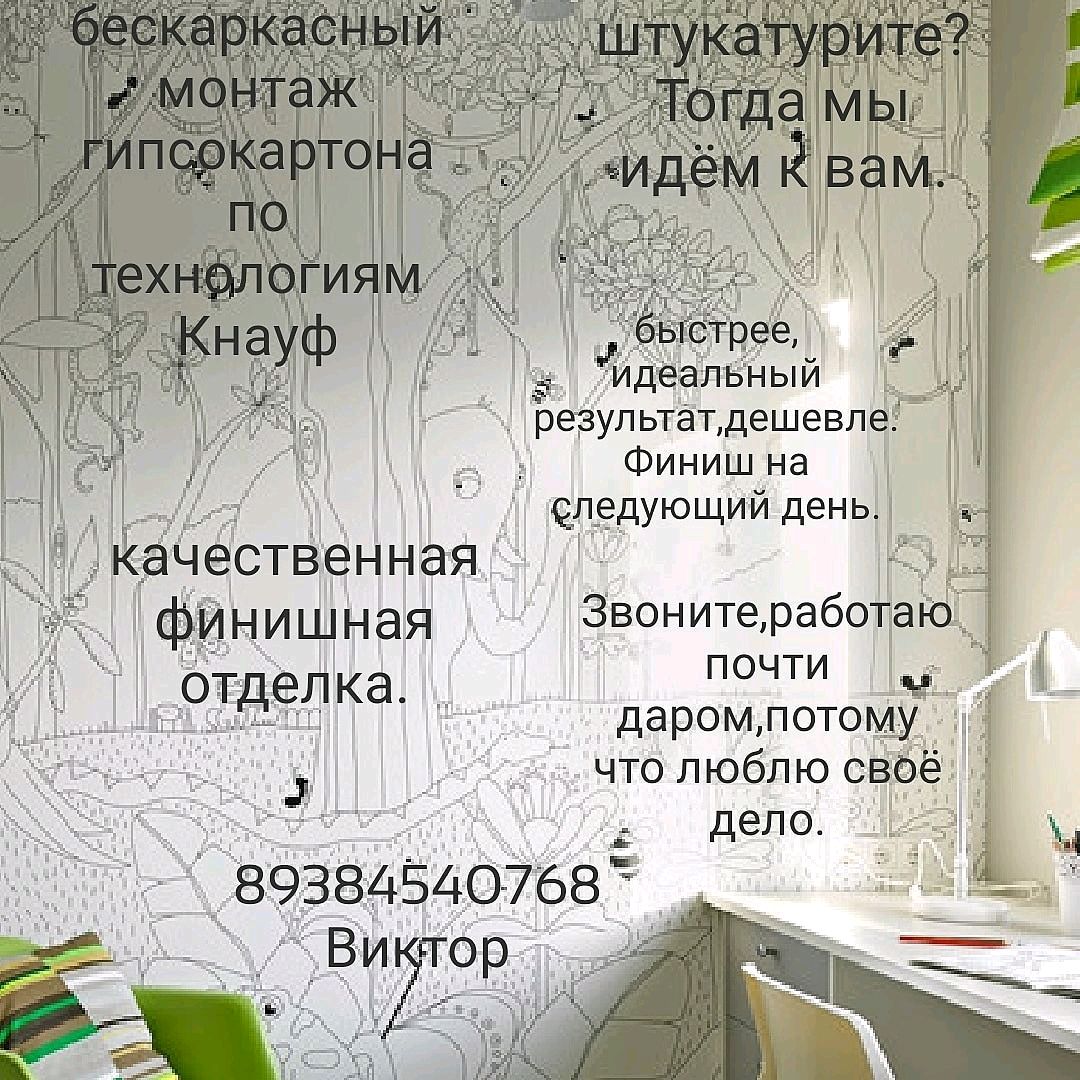 бескаркасный
монтаж
гипсокартона
по
технологиям
Кнауф
штукатурите?
Тогда мы
идём к вам.
быстрее,
идеальный
результат,дешевле.
Финиш на
следующий день.
качественная
финишная
отделка.
Звоните,работаю
почти
даром,потому
что люблю своё
дело.
89384540768
Виктор